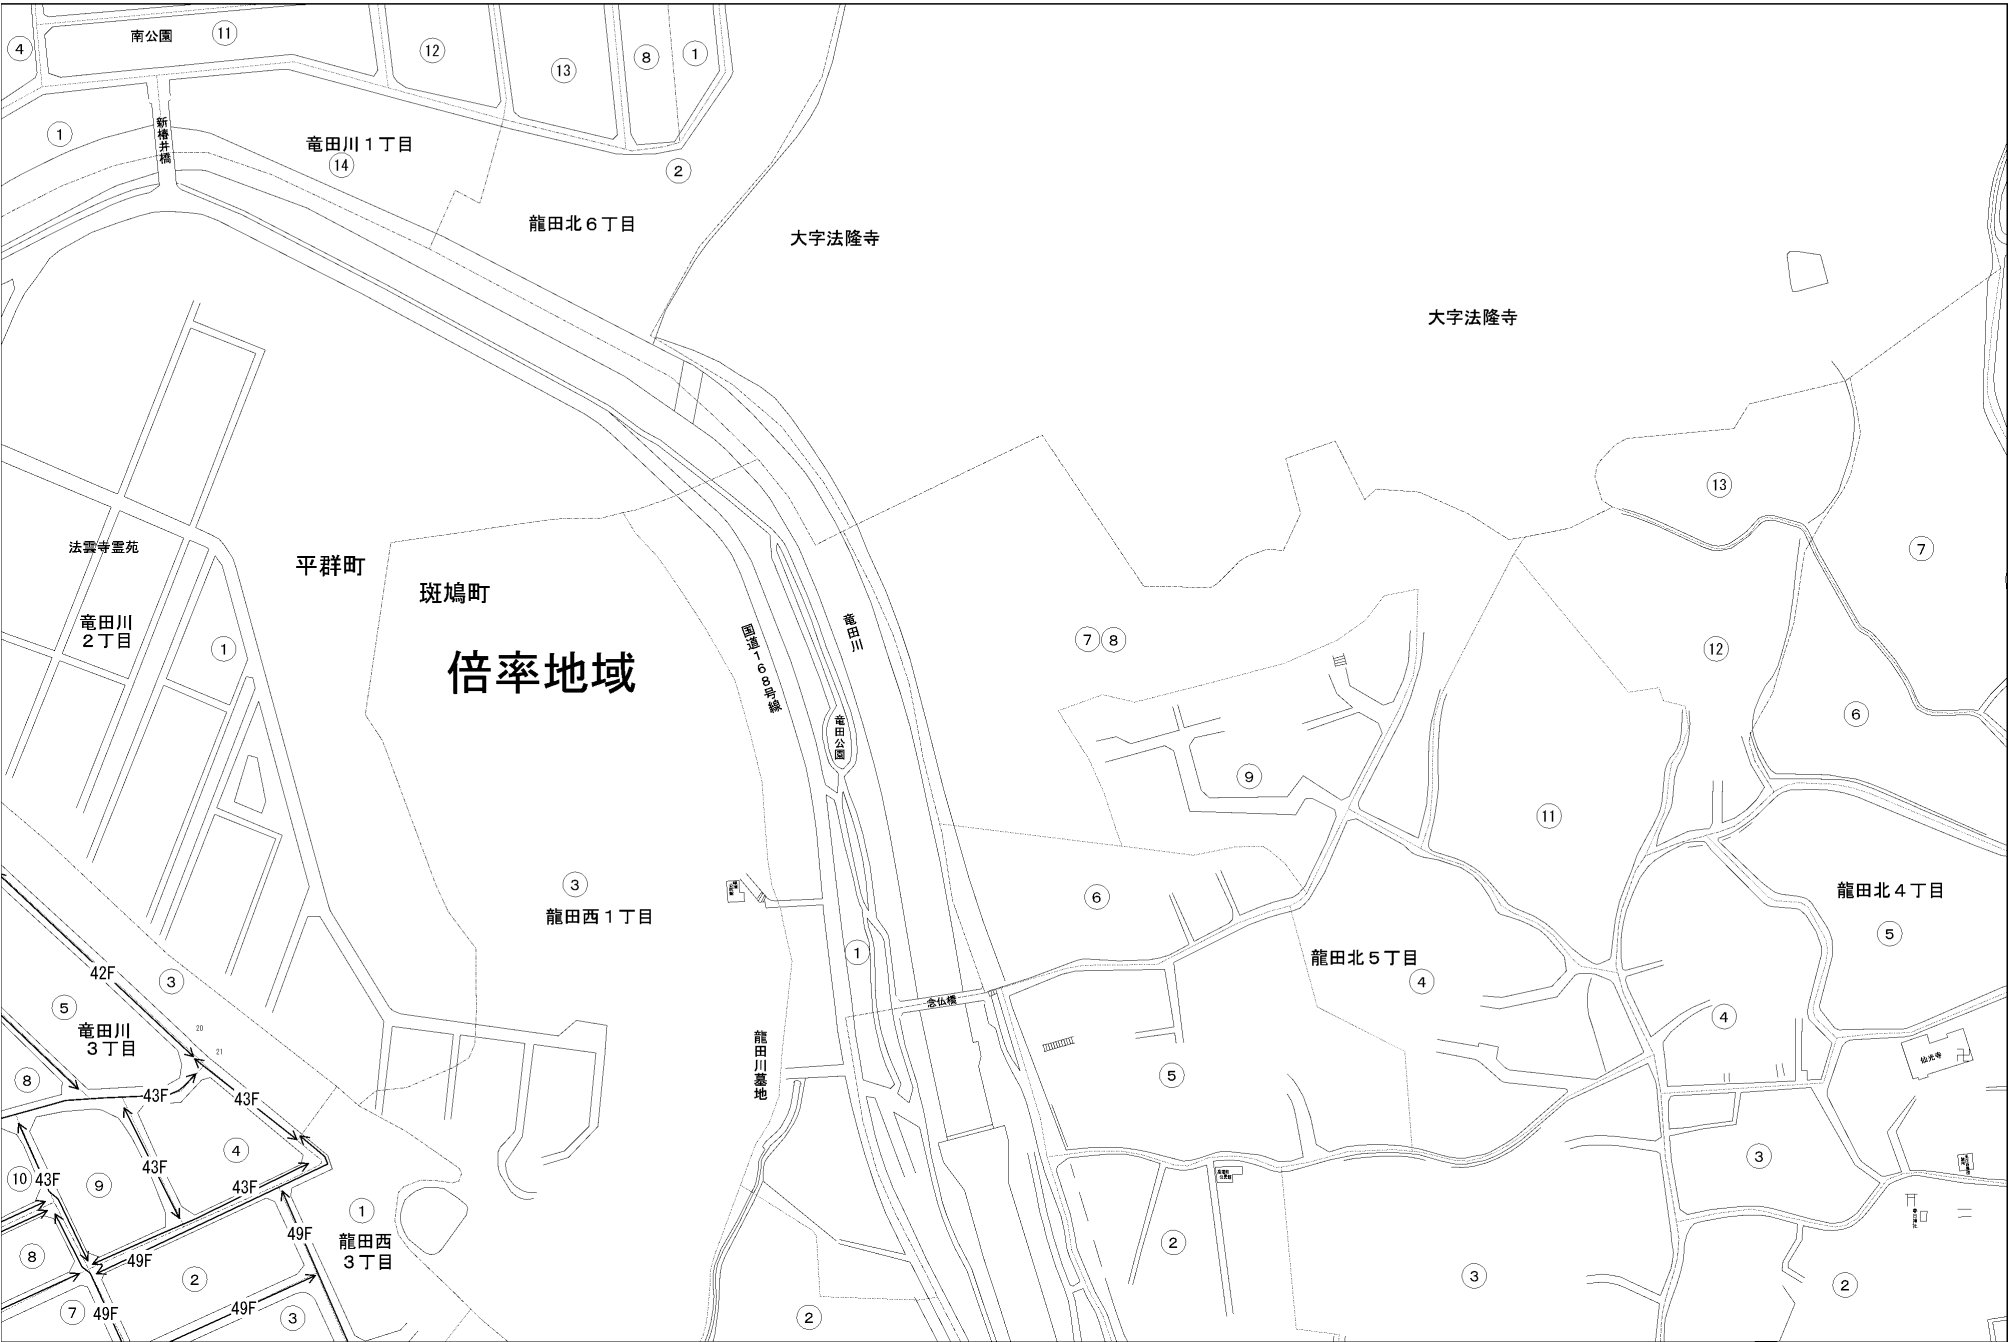 南公園
⑪
④
⑫
⑬
⑧
①
①
新椿井橋
竜田川１丁目
⑭
②
龍田北６丁目
大字法隆寺
大字法隆寺
⑬
⑦
法雲寺霊苑
平群町
斑鳩町
倍率地域
竜田川
２丁目
①
国道１６８号線
竜田川
⑦
⑧
⑫
⑥
竜田公園
⑨
⑪
③
龍田西１丁目
⑥
龍田北４丁目
⑤
①
龍田北５丁目
④
42F
③
念仏橋
⑤
竜田川
３丁目
20
21
④
仙光寺
龍田川墓地
⑤
⑧
43F
43F
④
43F
③
⑩
43F
⑨
43F
①
龍田西
３丁目
49F
⑧
49F
②
②
③
②
⑦
49F
49F
③
②